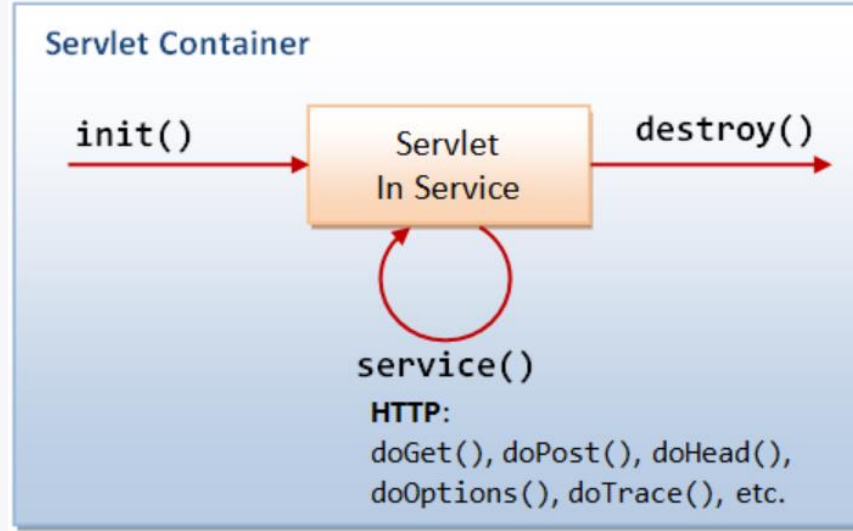 Servlet Container
init()
Servlet
In Service
destroy()
service()
HTTP:
doGet(), doPost(), doHead(),
doOptions(), doTrace(), etc.